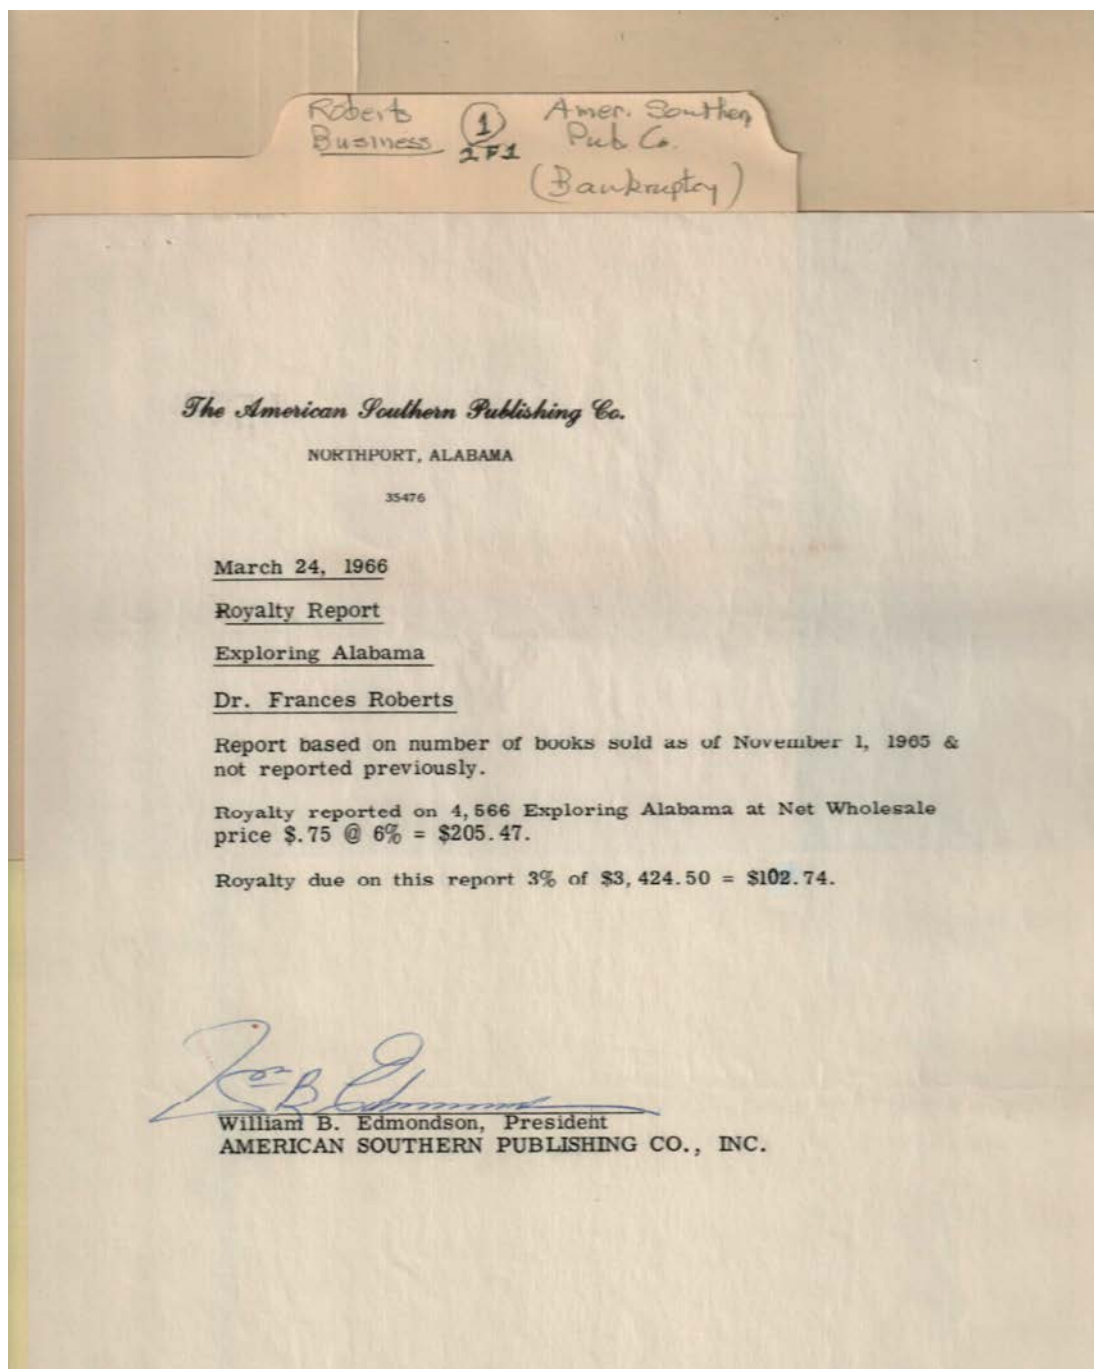 Roberts ① Amer. Southern
Business 1F1 Pub. Co.
(Bankruptcy)
The American Southern Publishing Co.
NORTHPORT, ALABAMA
35476
March 24, 1966
Royalty Report
Exploring Alabama
Dr. Frances Roberts
Report based on number of books sold as of November 1, 1965 &
not reported previously.
Royalty reported on 4,566 Exploring Alabama at Net Wholesale
price $.75 @ 6% = $205.47.
Royalty due on this report 3% of $3,424.50 = $102.74.
Wm B Edmondson
William B. Edmondson, President
AMERICAN SOUTHERN PUBLISHING CO., INC.